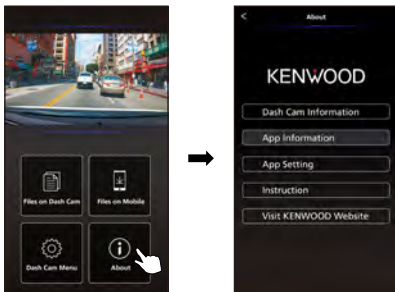 Files on Dash Cam
Files on Mobile
Dash Cam Menu
About
<
About
KENWOOD
Dash Cam Information
App Information
App Setting
Instruction
Visit KENWOOD Website